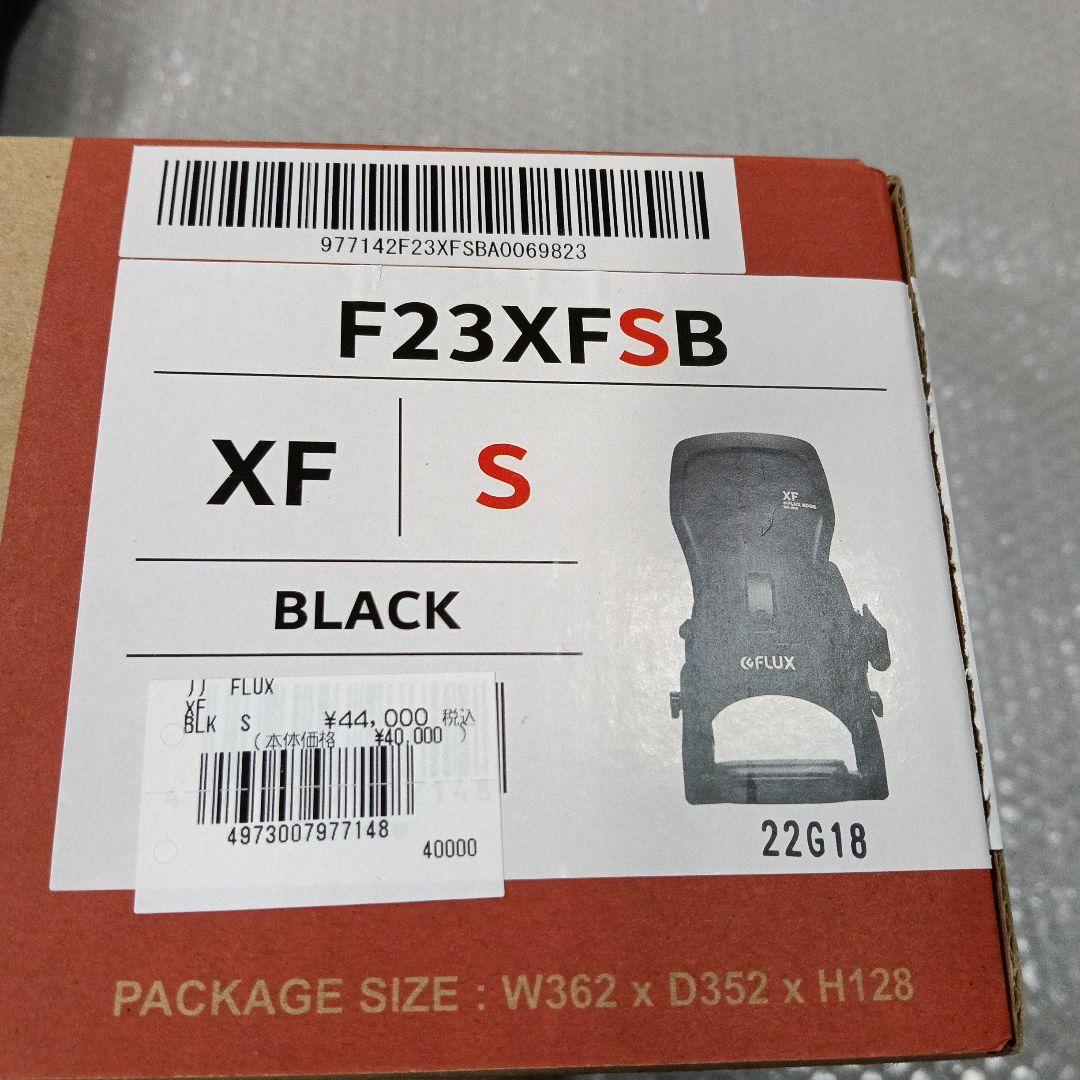 977142F23XFSBA0069823
F23XFSB
XF
S
BLACK
XF
FLUX
FLUX
XF
BLK S ¥44,000 税込
(本体価格 ¥40,000 )
4973007977148
40000
22G18
PACKAGE SIZE : W362 x D352 x H128